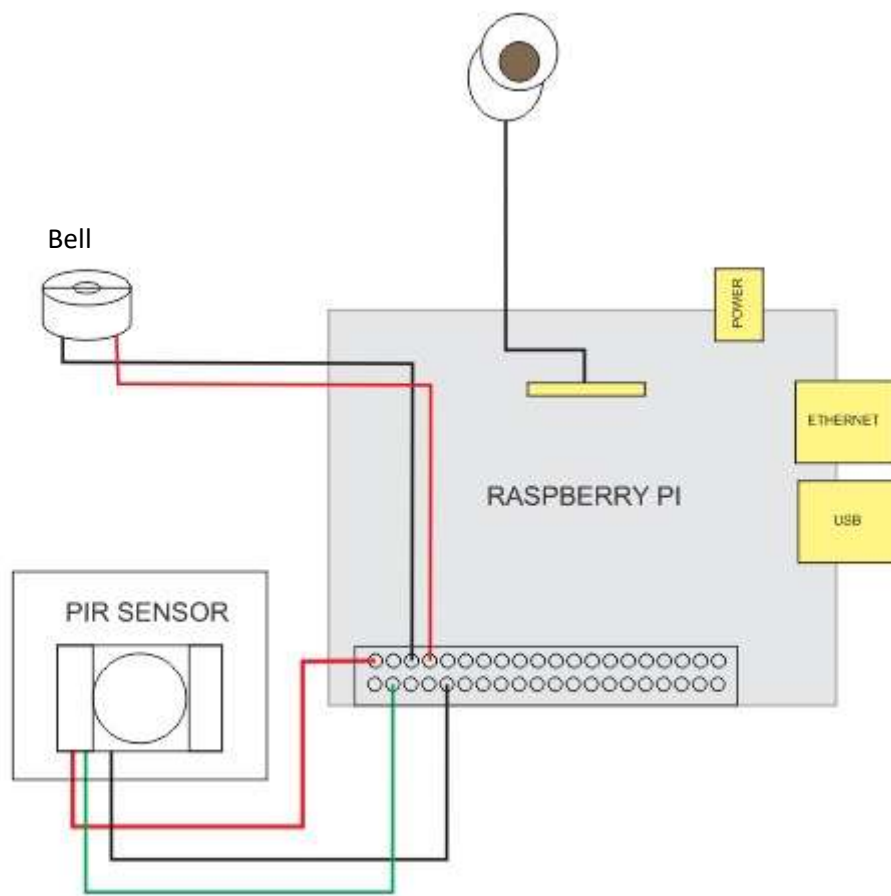 Bell
POWER
ETHERNET
RASPBERRY PI
USB
PIR SENSOR